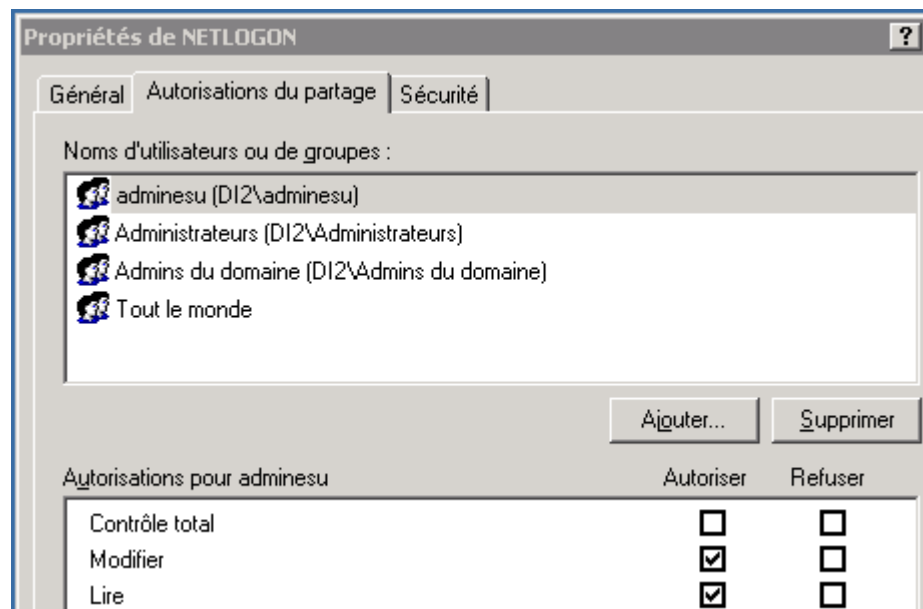 Propriétés de NETLOGON ?
Général Autorisations du partage Sécurité
Noms d'utilisateurs ou de groupes :
adminesu (DI2\adminesu)
Administrateurs (DI2\Administrateurs)
Admins du domaine (DI2\Admins du domaine)
Tout le monde
Ajouter... Supprimer
Autorisations pour adminesu Autoriser Refuser
Contrôle total
Modifier
Lire